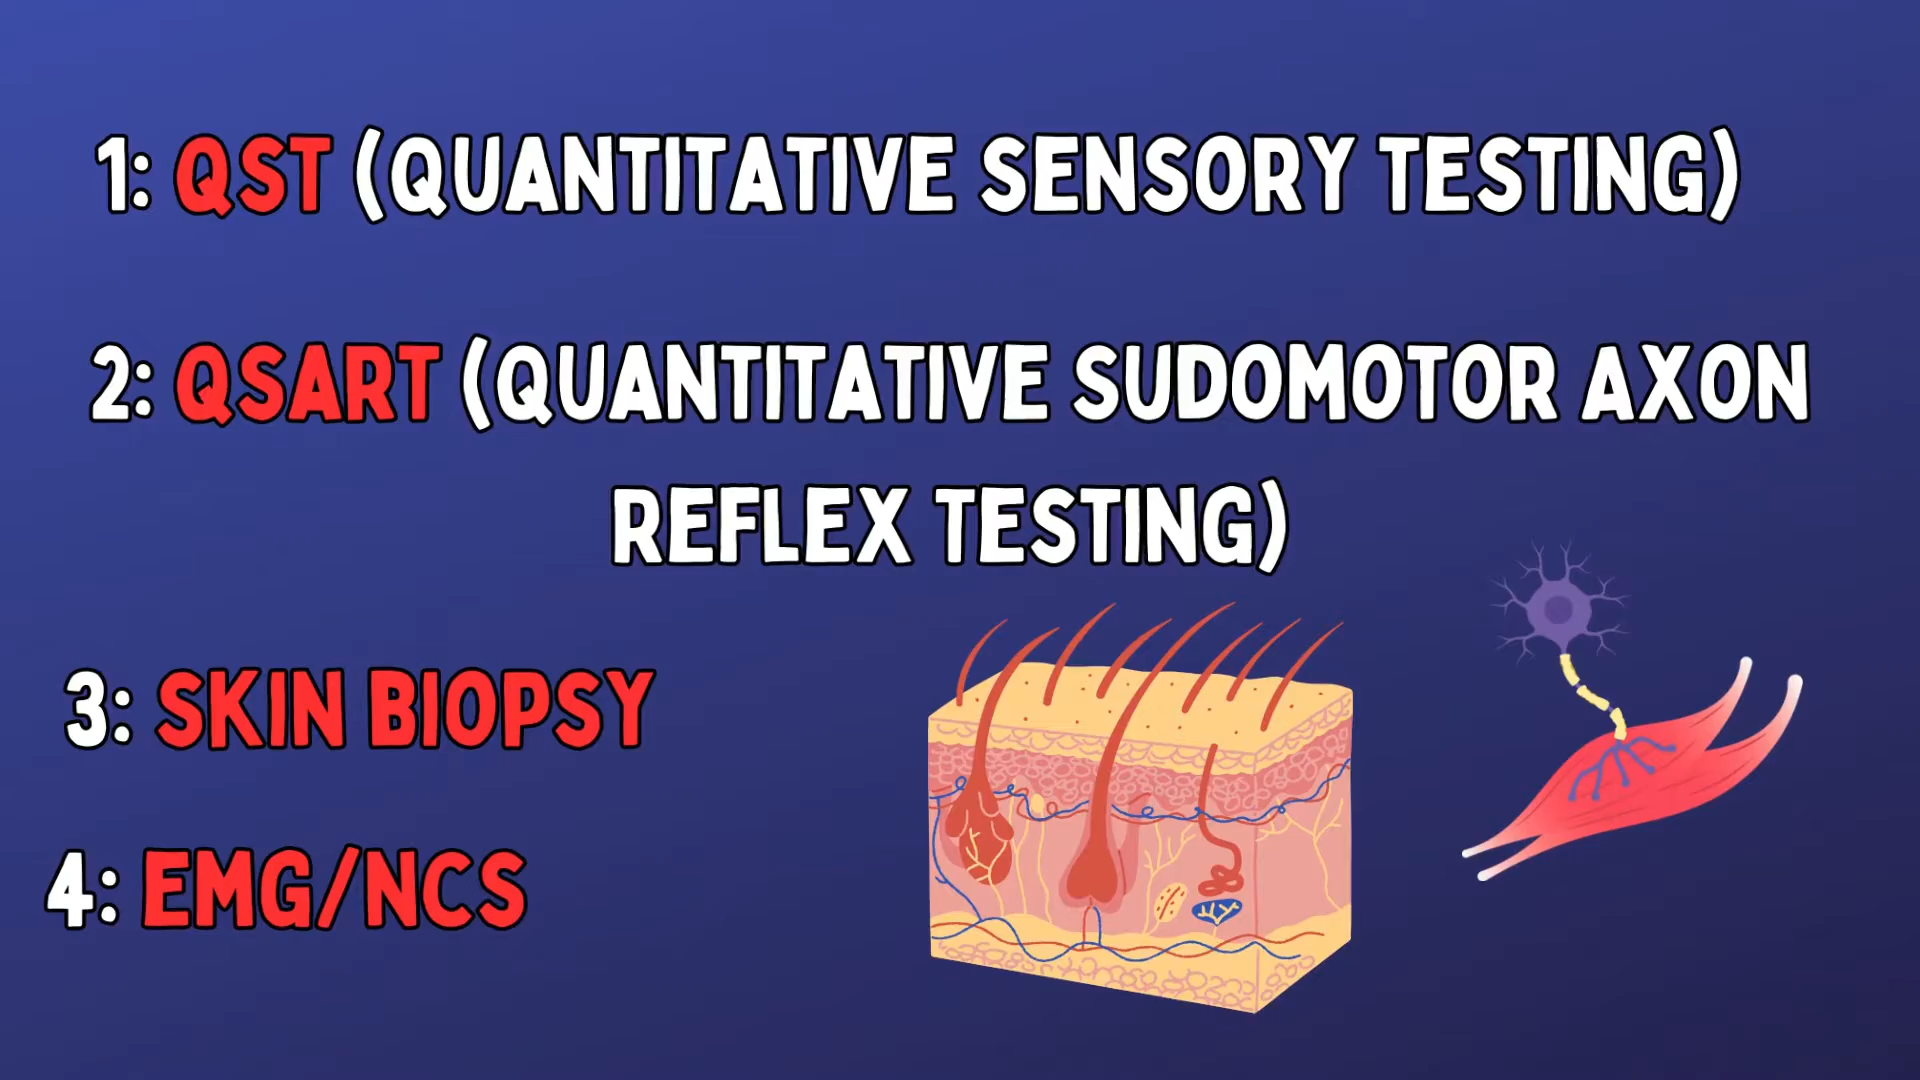 1: QST (QUANTITATIVE SENSORY TESTING)
2: QSART (QUANTITATIVE SUDOMOTOR AXON
REFLEX TESTING)
3: SKIN BIOPSY
4: EMG/NCS